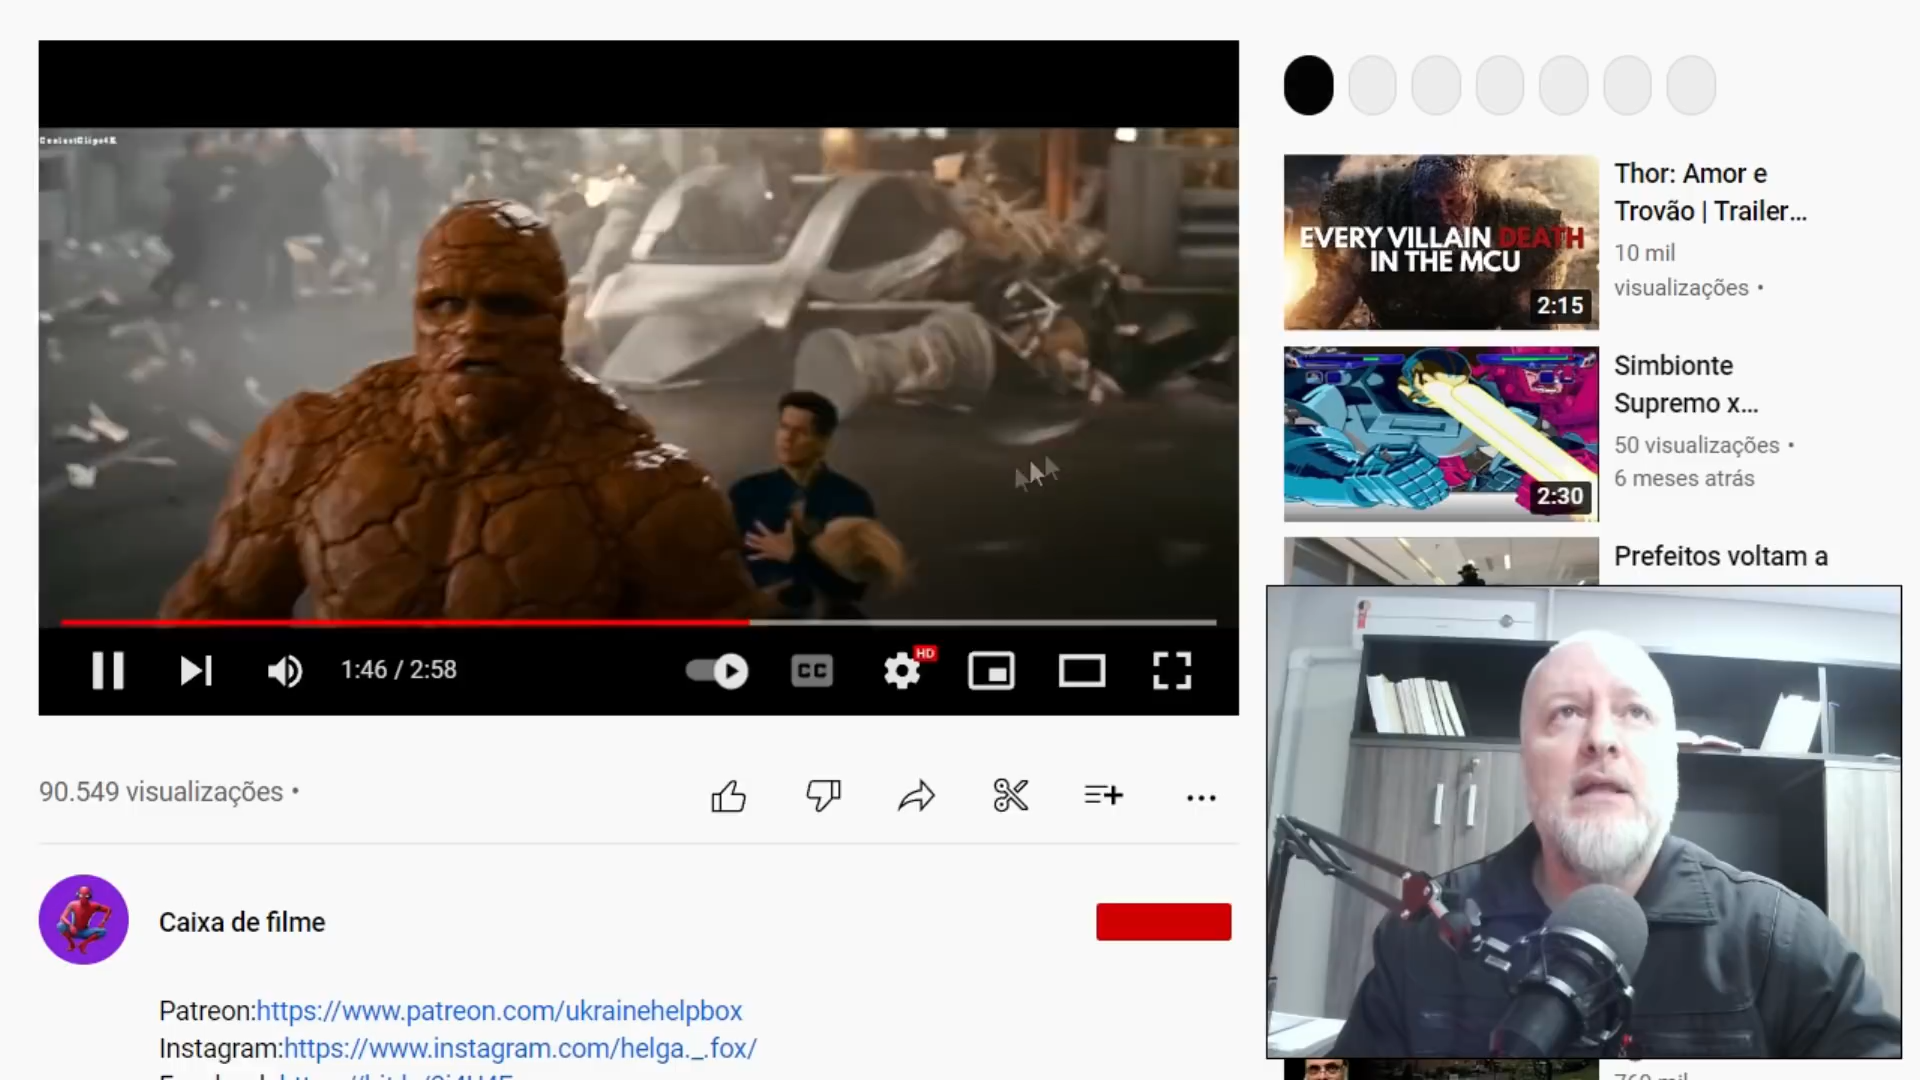 Thor: Amor e
Trovão | Trailer...
10 mil
visualizações •
EVERY VILLAIN DEATH
IN THE MCU
2:15
Simbionte
Supremo x...
50 visualizações •
6 meses atrás
2:30
Prefeitos voltam a
HD
CC
1:46 / 2:58
90.549 visualizações •
Caixa de filme
Patreon:https://www.patreon.com/ukrainehelpbox
Instagram:https://www.instagram.com/helga._.fox/